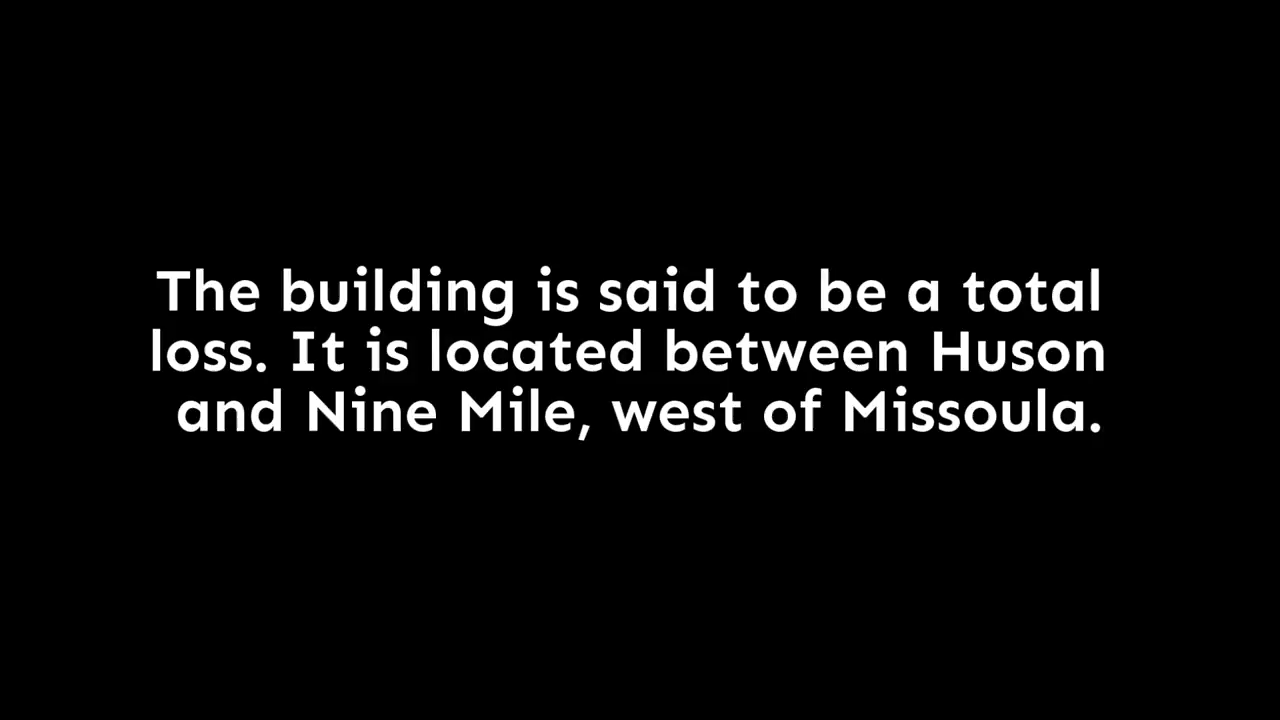 The building is said to be a total
loss. It is located between Huson
and Nine Mile, west of Missoula.